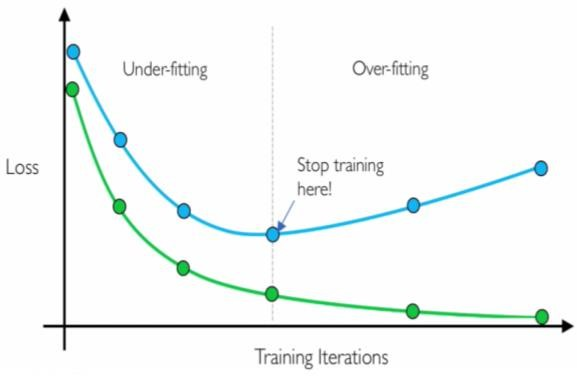 Under-fitting
Over-fitting
Loss
Stop training
here!
Training Iterations